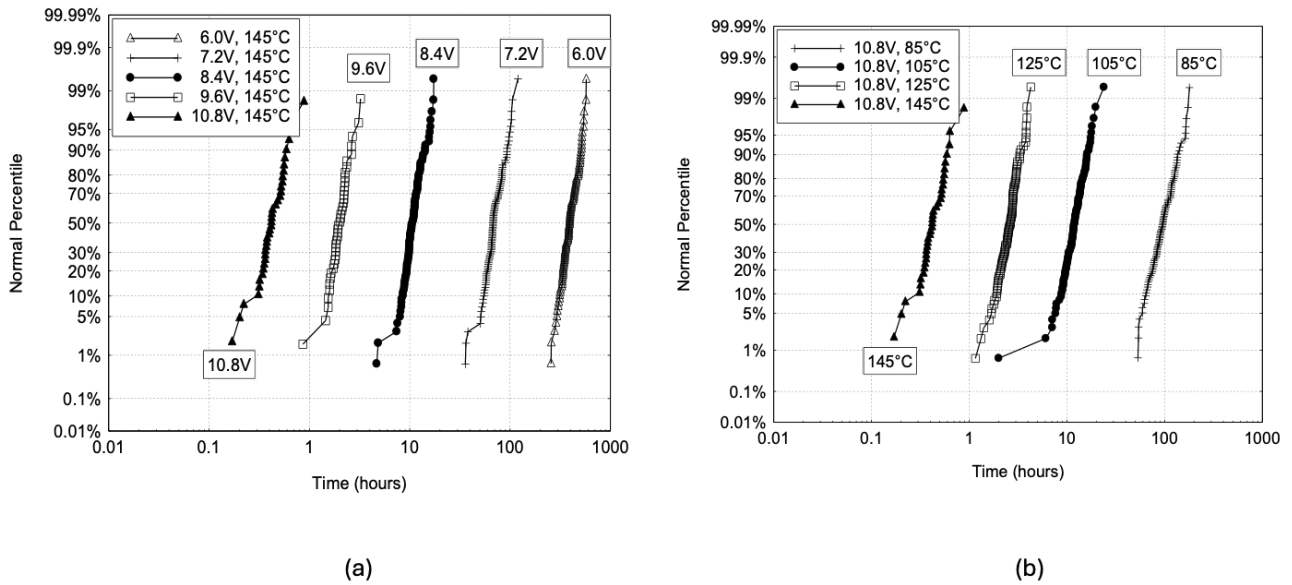 99.99%
99.9%
99%
95%
90%
80%
70%
50%
30%
20%
10%
5%
1%
0.1%
0.01%
Normal Percentile
6.0V, 145°C
7.2V, 145°C
8.4V, 145°C
9.6V, 145°C
10.8V, 145°C
9.6V
8.4V
7.2V
6.0V
10.8V
0.01
0.1
1
10
100
1000
Time (hours)
(a)
99.99%
99.9%
99%
95%
90%
80%
70%
50%
30%
20%
10%
5%
1%
0.1%
0.01%
Normal Percentile
10.8V, 85°C
10.8V, 105°C
10.8V, 125°C
10.8V, 145°C
125°C
105°C
85°C
145°C
0.01
0.1
1
10
100
1000
Time (hours)
(b)